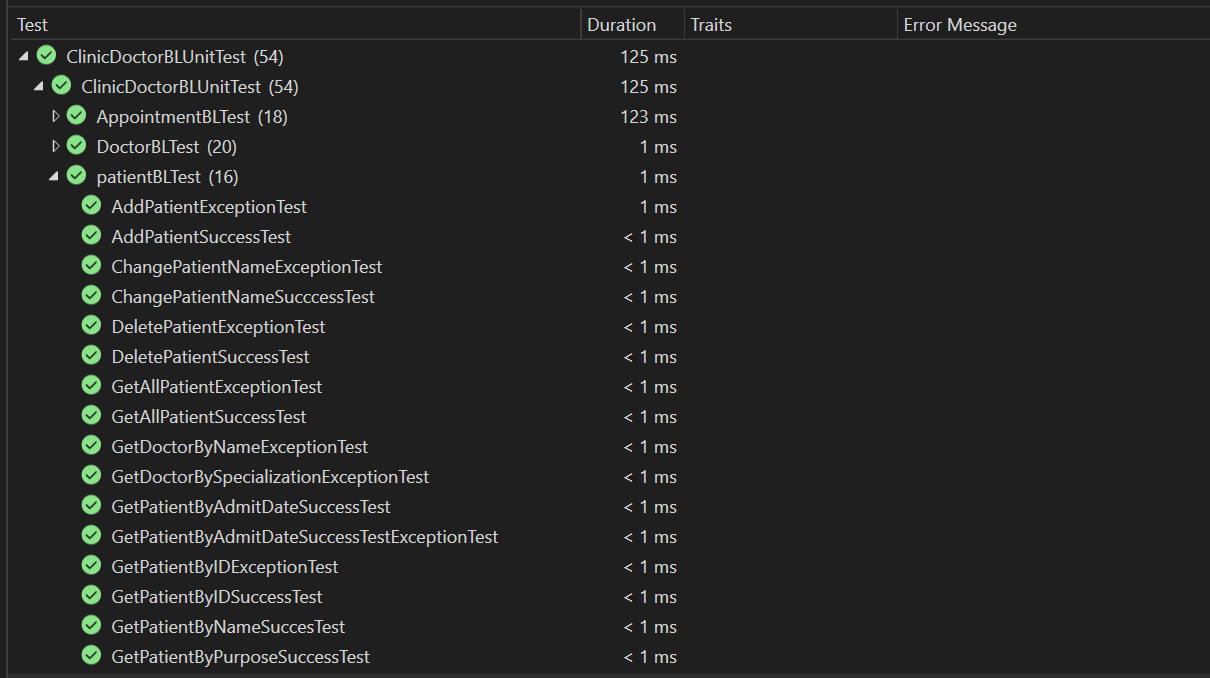 Test Duration Traits Error Message
ClinicDoctorBLUnitTest (54) 125 ms
ClinicDoctorBLUnitTest (54) 125 ms
AppointmentBLTest (18) 123 ms
DoctorBLTest (20) 1 ms
patientBLTest (16) 1 ms
AddPatientExceptionTest 1 ms
AddPatientSuccessTest < 1 ms
ChangePatientNameExceptionTest < 1 ms
ChangePatientNameSucccessTest < 1 ms
DeletePatientExceptionTest < 1 ms
DeletePatientSuccessTest < 1 ms
GetAllPatientExceptionTest < 1 ms
GetAllPatientSuccessTest < 1 ms
GetDoctorByNameExceptionTest < 1 ms
GetDoctorBySpecializationExceptionTest < 1 ms
GetPatientByAdmitDateSuccessTest < 1 ms
GetPatientByAdmitDateSuccessTestExceptionTest < 1 ms
GetPatientByIDExceptionTest < 1 ms
GetPatientByIDSuccessTest < 1 ms
GetPatientByNameSuccesTest < 1 ms
GetPatientByPurposeSuccessTest < 1 ms